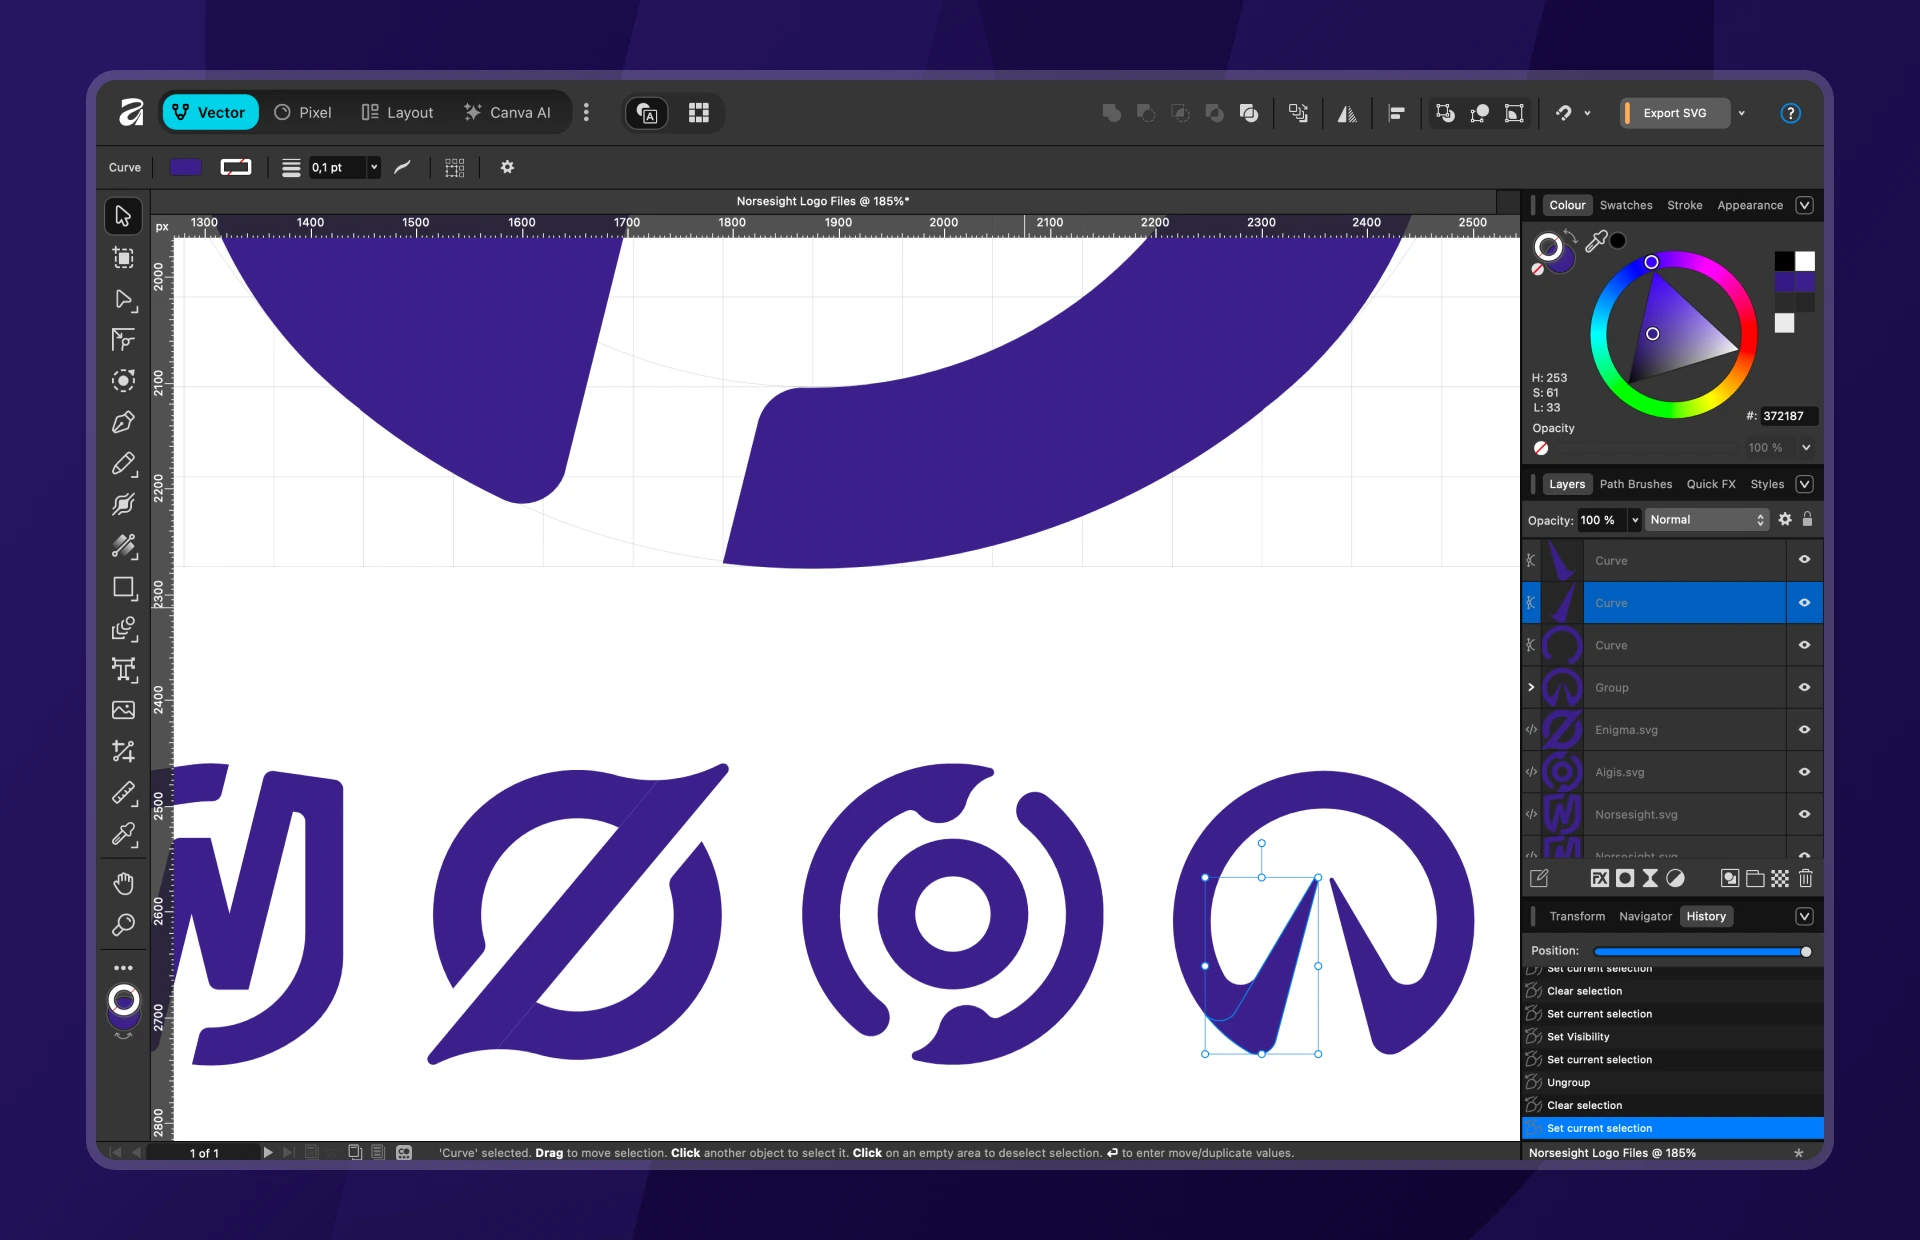 Vector Pixel Layout Canva AI Export SVG ?
Curve 0,1 pt
Norsesight Logo Files @ 185%*
px 1300 1400 1500 1600 1700 1800 1900 2000 2100 2200 2300 2400 2500
2000
2100
2200
2300
2400
2500
2600
2700
2800
Colour Swatches Stroke Appearance
H: 253
S: 61
L: 33
#: 372187
Opacity
100 %
Layers Path Brushes Quick FX Styles
Opacity: 100 % Normal
Curve
Curve
Curve
Group
Enigma.svg
Aigis.svg
Norsesight.svg
Norsesight.svg
FX
Transform Navigator History
Position:
Set current selection
Clear selection
Set current selection
Set Visibility
Set current selection
Ungroup
Clear selection
Set current selection
1 of 1
'Curve' selected. Drag to move selection. Click another object to select it. Click on an empty area to deselect selection. ↵ to enter move/duplicate values.
Norsesight Logo Files @ 185% *